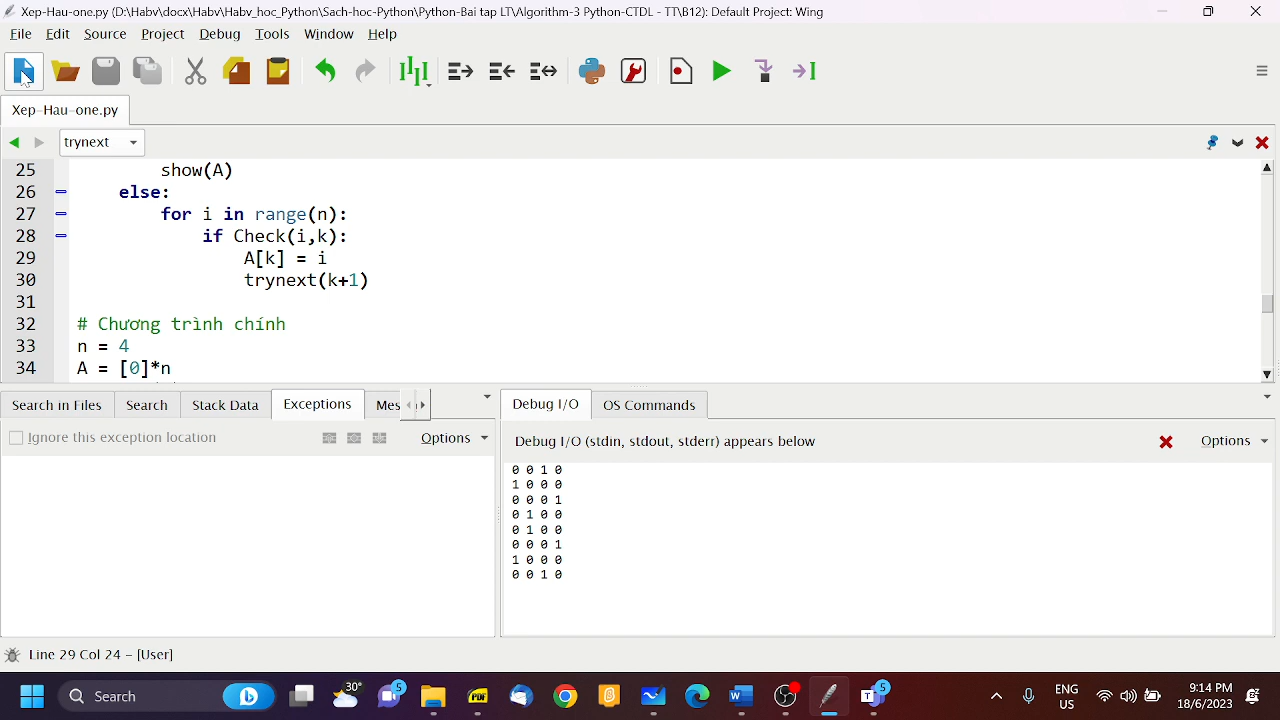 Xep-Hau-one.py (D:\Habv\docx\Habv\Habv_hoc_Python\Sach-hoc-Python\Python-Bai tap LT\Algorithm-3 Python-CTDL - TT\B12): Default Project: Wing
File Edit Source Project Debug Tools Window Help
Xep-Hau-one.py
trynext
25 show(A)
26 else:
27 for i in range(n):
28 if Check(i,k):
29 A[k] = i
30 trynext(k+1)
31
32 # Chương trình chính
33 n = 4
34 A = [0]*n
Search in Files Search Stack Data Exceptions Mes
Debug I/O OS Commands
Ignore this exception location Options
Debug I/O (stdin, stdout, stderr) appears below Options
0 0 1 0
1 0 0 0
0 0 0 1
0 1 0 0
0 1 0 0
0 0 0 1
1 0 0 0
0 0 1 0
Line 29 Col 24 – [User]
Search 30° 5 PDF 5 ENG 9:14 PM
US 18/6/2023